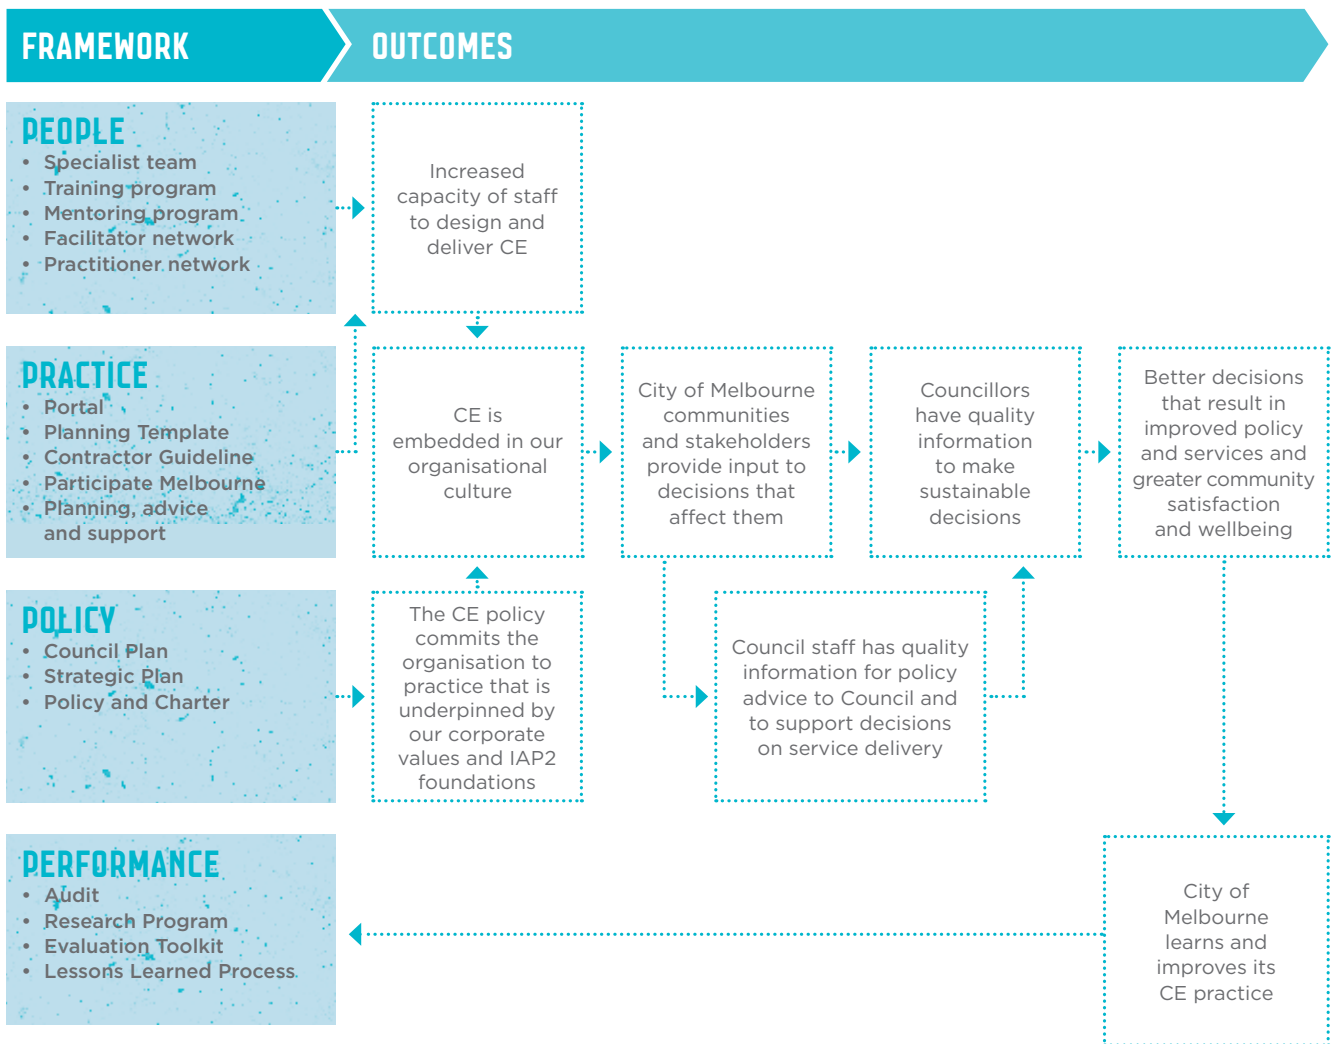 FRAMEWORK
OUTCOMES
PEOPLE
• Specialist team
• Training program
• Mentoring program
• Facilitator network
• Practitioner network
Increased
capacity of staff
to design and
deliver CE
PRACTICE
• Portal
• Planning Template
• Contractor Guideline
• Participate Melbourne
• Planning, advice
and support
CE is
embedded in our
organisational
culture
City of Melbourne
communities
and stakeholders
provide input to
decisions that
affect them
Councillors
have quality
information
to make
sustainable
decisions
Better decisions
that result in
improved policy
and services and
greater community
satisfaction
and wellbeing
POLICY
• Council Plan
• Strategic Plan
• Policy and Charter
The CE policy
commits the
organisation to
practice that is
underpinned by
our corporate
values and IAP2
foundations
Council staff has quality
information for policy
advice to Council and
to support decisions
on service delivery
PERFORMANCE
• Audit
• Research Program
• Evaluation Toolkit
• Lessons Learned Process
City of
Melbourne
learns and
improves its
CE practice